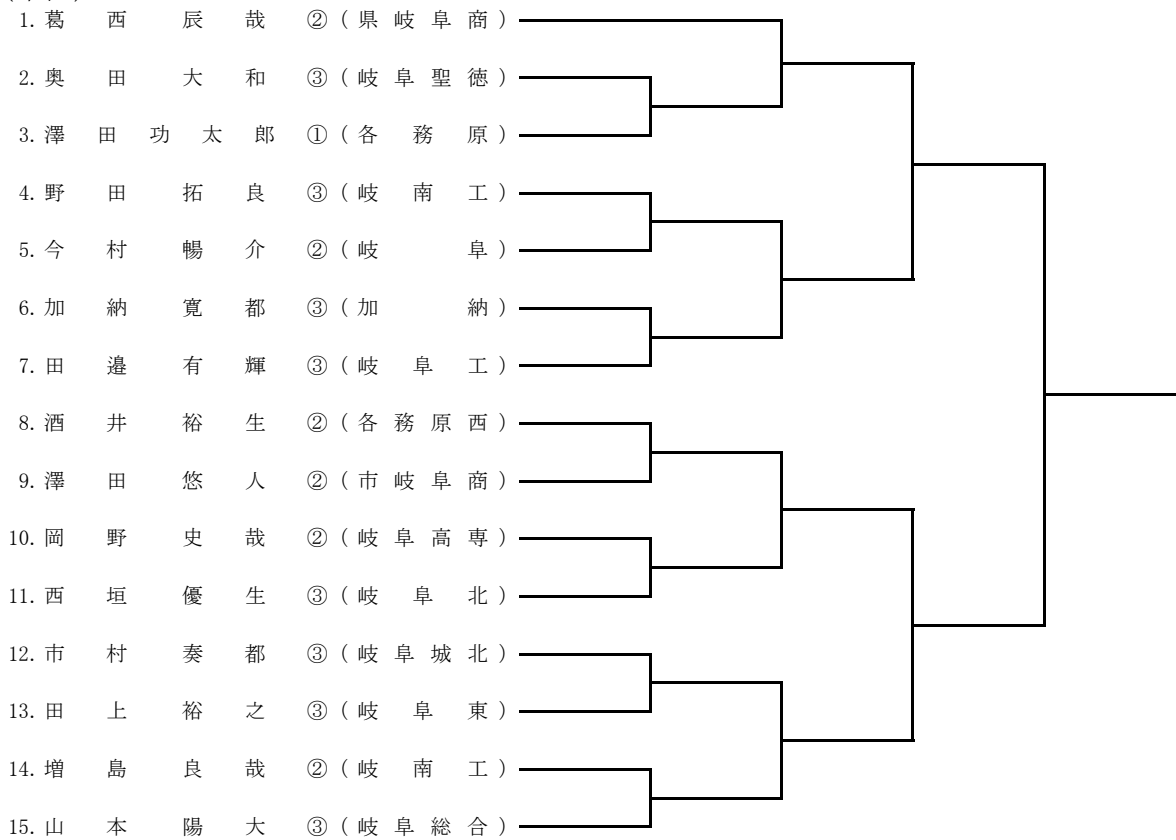 1. 葛西辰哉 ② (県岐阜商)
2. 奥田大和 ③ (岐阜聖徳)
3. 澤田功太郎 ① (各務原)
4. 野田拓良 ③ (岐南工)
5. 今村暢介 ② (岐阜)
6. 加納寛都 ③ (加納)
7. 田邉有輝 ③ (岐阜工)
8. 酒井裕生 ② (各務原西)
9. 澤田悠人 ② (市岐阜商)
10. 岡野史哉 ② (岐阜高専)
11. 西垣優生 ③ (岐阜北)
12. 市村奏都 ③ (岐阜城北)
13. 田上裕之 ③ (岐阜東)
14. 増島良哉 ② (岐南工)
15. 山本陽大 ③ (岐阜総合)